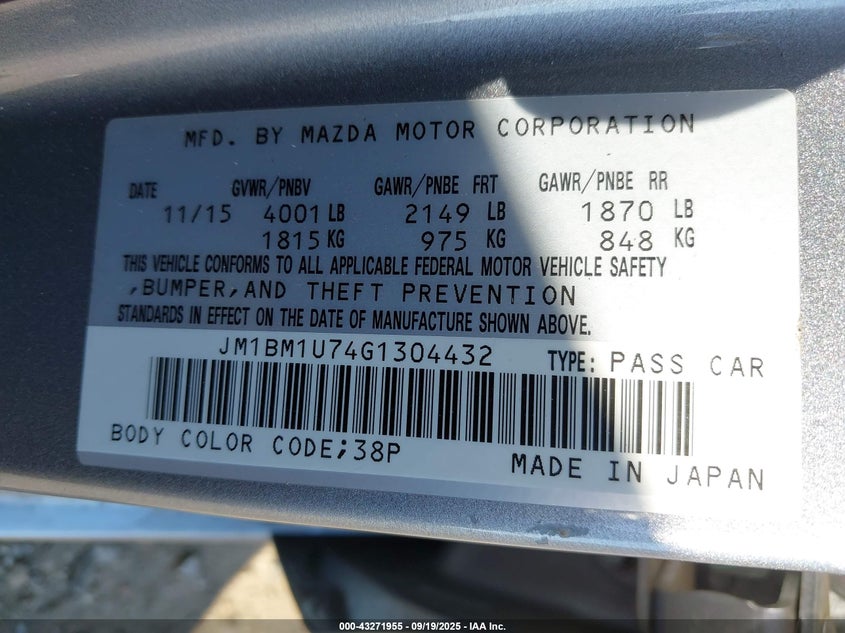 MFD. BY MAZDA MOTOR CORPORATION
DATE GVWR/PNBV GAWR/PNBE FRT GAWR/PNBE RR
11/15 4001 LB 2149 LB 1870 LB
1815 KG 975 KG 848 KG
THIS VEHICLE CONFORMS TO ALL APPLICABLE FEDERAL MOTOR VEHICLE SAFETY
,BUMPER,AND THEFT PREVENTION
STANDARDS IN EFFECT ON THE DATE OF MANUFACTURE SHOWN ABOVE.
JM1BM1U74G1304432 TYPE: PASS CAR
BODY COLOR CODE;38P
MADE IN JAPAN
000-43271955 - 09/19/2025 - IAA Inc.